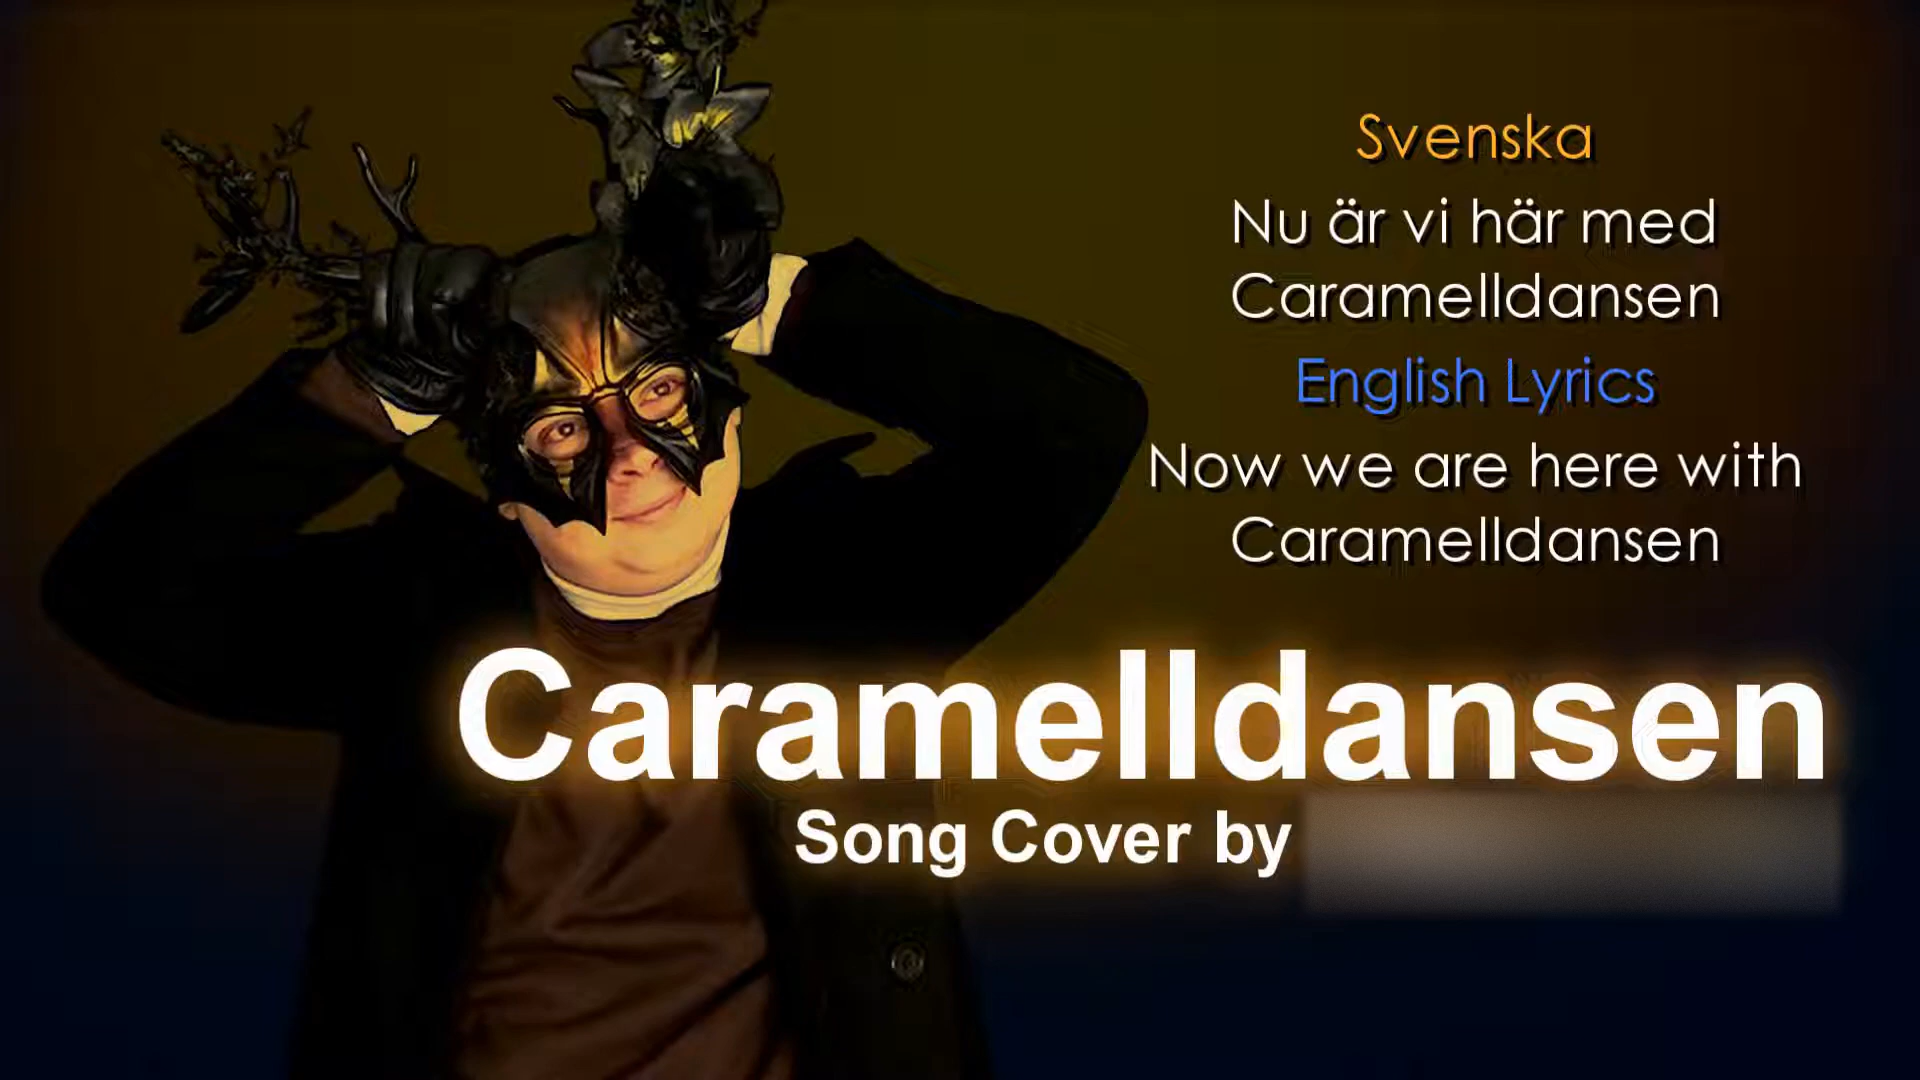 Svenska
Nu är vi här med
Caramelldansen
English Lyrics
Now we are here with
Caramelldansen
Caramelldansen
Song Cover by